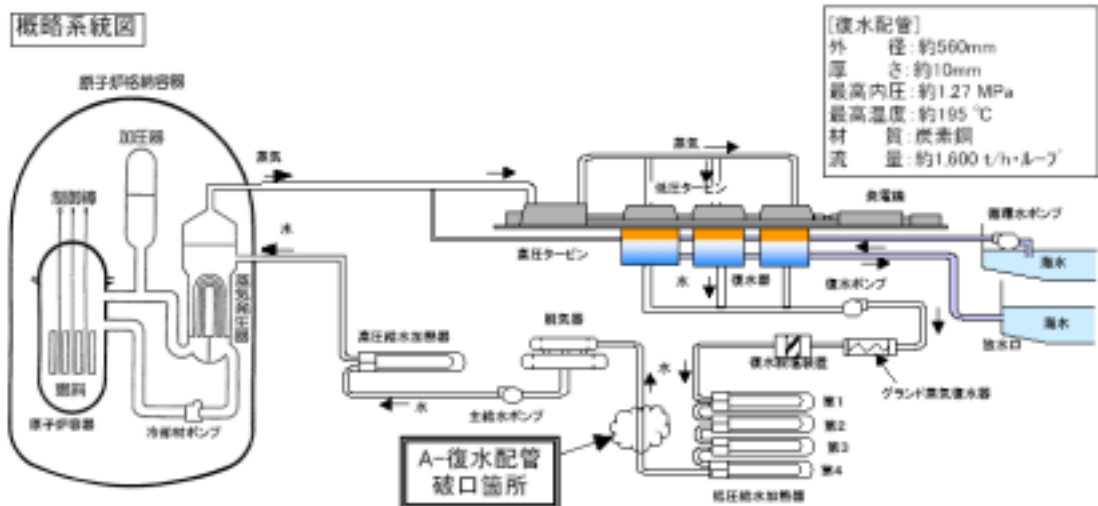 概略系統図
[復水配管]
外　　径：約560mm
厚　　さ：約10mm
最高内圧：約1.27 MPa
最高温度：約195 ℃
材　　質：炭素鋼
流　　量：約1,600 t/h・ループ
原子炉格納容器
加圧器
制御棒
蒸気
蒸気
低圧タービン
発電機
循環水ポンプ
水
高圧タービン
海水
蒸気発生器
水
復水器
復水ポンプ
海水
放水口
脱気器
高圧給水加熱器
復水脱塩装置
グランド蒸気復水器
燃料
水
水
主給水ポンプ
原子炉容器
冷却材ポンプ
第1
第2
第3
第4
A-復水配管
破口箇所
低圧給水加熱器